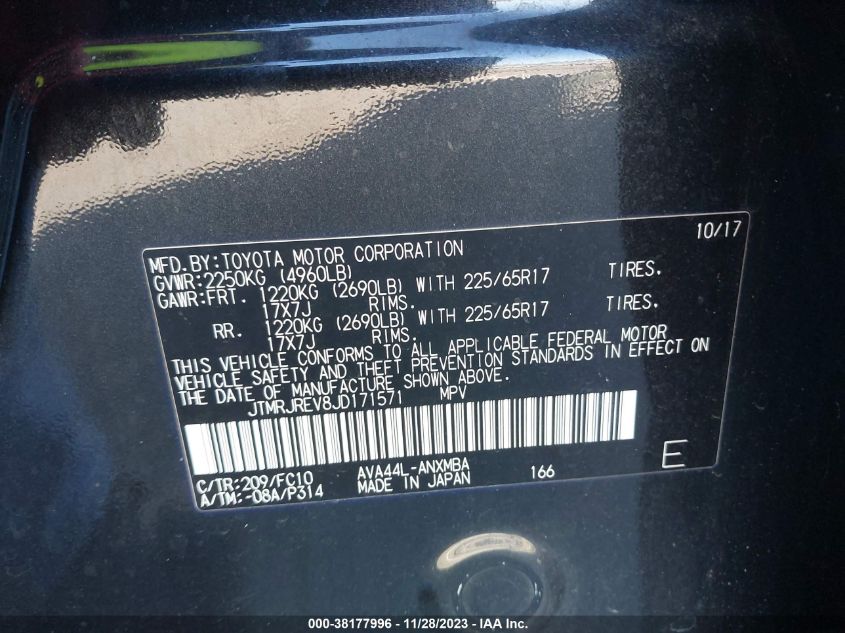 10/17
MFD.BY:TOYOTA MOTOR CORPORATION
GVWR:2250KG (4960LB)
GAWR:FRT. 1220KG (2690LB) WITH 225/65R17 TIRES.
17X7J RIMS.
RR. 1220KG (2690LB) WITH 225/65R17 TIRES.
17X7J RIMS.
THIS VEHICLE CONFORMS TO ALL APPLICABLE FEDERAL MOTOR
VEHICLE SAFETY AND THEFT PREVENTION STANDARDS IN EFFECT ON
THE DATE OF MANUFACTURE SHOWN ABOVE.
JTMRJREV8JD171571 MPV
C/TR:209/FC10 AVA44L-ANXMBA 166 E
A/TM:-08A/P314 MADE IN JAPAN
000-38177996 - 11/28/2023 - IAA Inc.